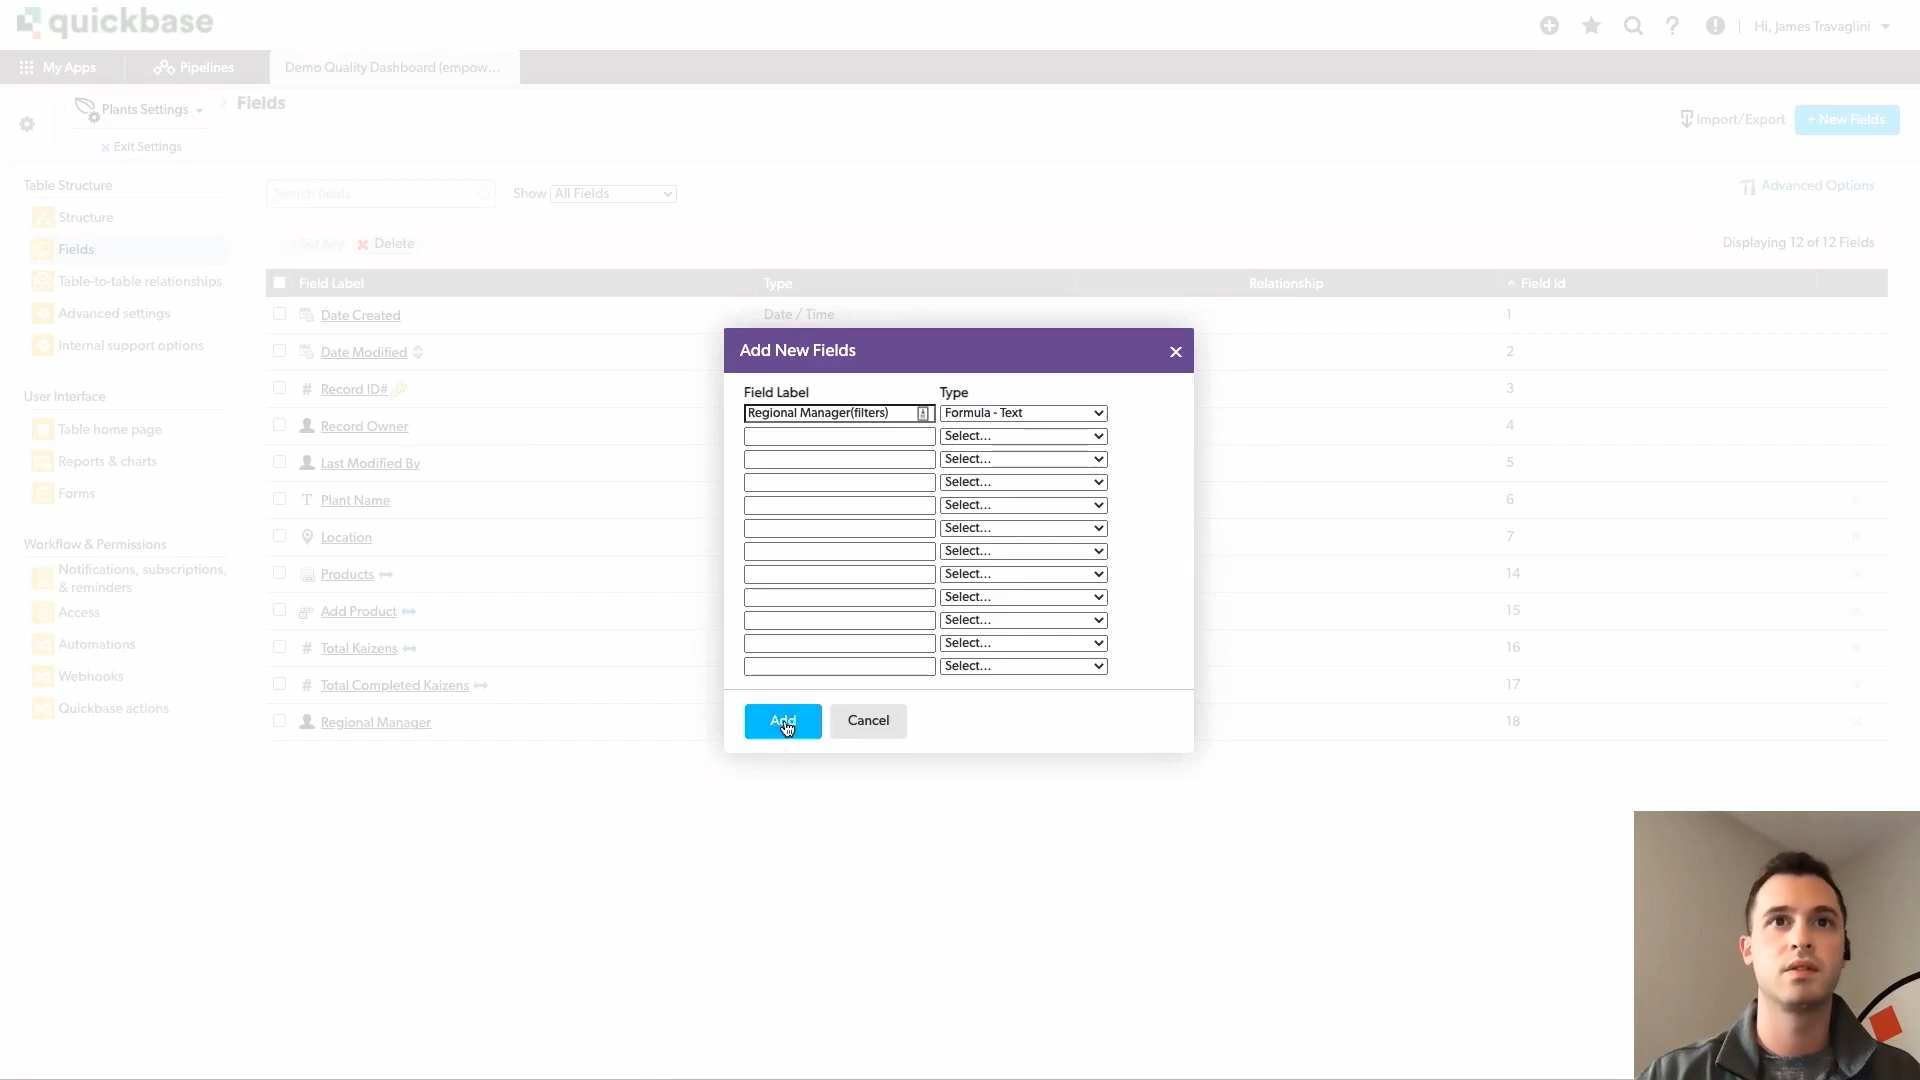 quickbase
Hi, James Travaglini
My Apps
Pipelines
Demo Quality Dashboard (empow...
Plants Settings
Fields
Exit Settings
Import/Export
+ New Fields
Table Structure
Structure
Fields
Table-to-table relationships
Advanced settings
Internal support options
User Interface
Table home page
Reports & charts
Forms
Workflow & Permissions
Notifications, subscriptions,
& reminders
Access
Automations
Webhooks
Quickbase actions
Search fields
Show All Fields
Advanced Options
Set Key
Delete
Displaying 12 of 12 Fields
Field Label Type Relationship Field Id
Date Created Date / Time 1
Date Modified 2
Record ID# 3
Record Owner 4
Last Modified By 5
Plant Name 6
Location 7
Products 14
Add Product 15
Total Kaizens 16
Total Completed Kaizens 17
Regional Manager 18
Add New Fields
Field Label Type
Regional Manager(filters) Formula - Text
Select...
Select...
Select...
Select...
Select...
Select...
Select...
Select...
Select...
Select...
Select...
Add Cancel